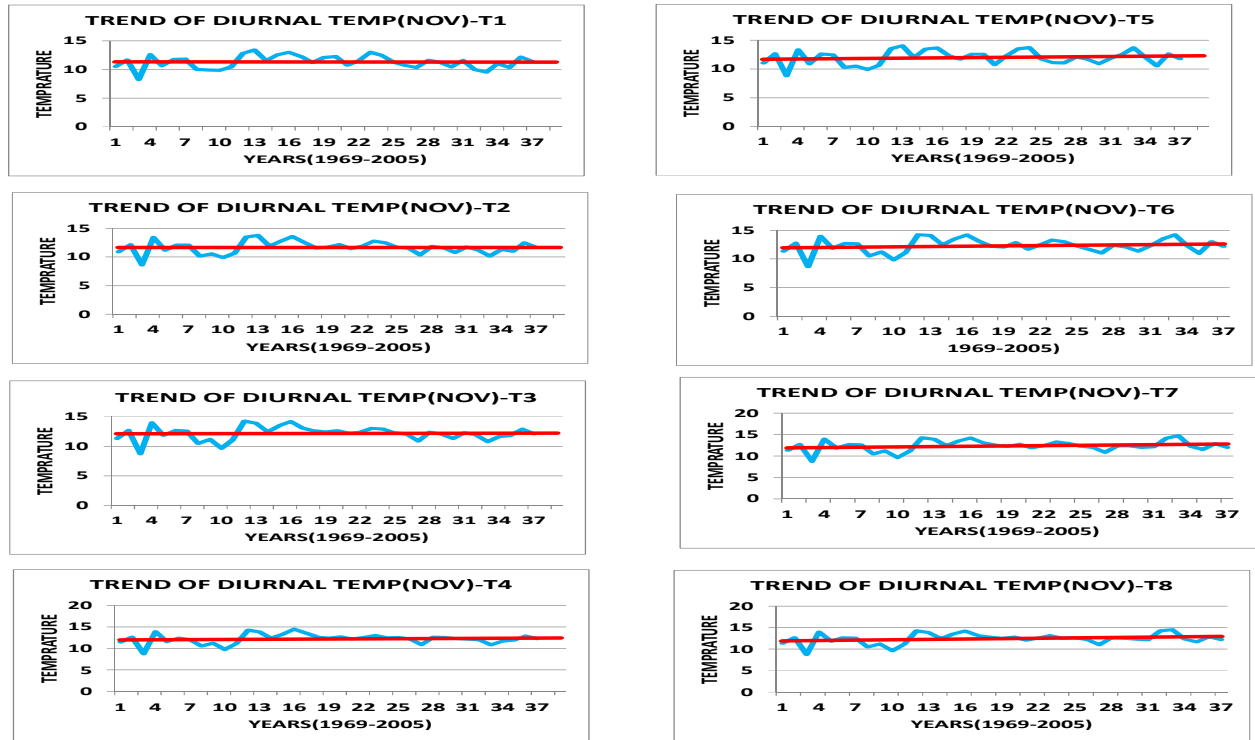 TREND OF DIURNAL TEMP(NOV)-T1
TEMPRATURE
15
10
5
0
1 4 7 10 13 16 19 22 25 28 31 34 37
YEARS(1969-2005)
TREND OF DIURNAL TEMP(NOV)-T2
TEMPRATURE
15
10
5
0
1 4 7 10 13 16 19 22 25 28 31 34 37
YEARS(1969-2005)
TREND OF DIURNAL TEMP(NOV)-T3
TEMPRATURE
15
10
5
0
1 4 7 10 13 16 19 22 25 28 31 34 37
YEARS(1969-2005)
TREND OF DIURNAL TEMP(NOV)-T4
TEMPRATURE
20
15
10
5
0
1 4 7 10 13 16 19 22 25 28 31 34 37
YEARS(1969-2005)
TREND OF DIURNAL TEMP(NOV)-T5
TEMPRATURE
15
10
5
0
1 4 7 10 13 16 19 22 25 28 31 34 37
YEARS(1969-2005)
TREND OF DIURNAL TEMP(NOV)-T6
TEMPRATURE
15
10
5
0
1 4 7 10 13 16 19 22 25 28 31 34 37
1969-2005)
TREND OF DIURNAL TEMP(NOV)-T7
TEMPRATURE
20
15
10
5
0
1 4 7 10 13 16 19 22 25 28 31 34 37
YEARS(1969-2005)
TREND OF DIURNAL TEMP(NOV)-T8
TEMPRATURE
20
15
10
5
0
1 4 7 10 13 16 19 22 25 28 31 34 37
YEARS(1969-2005)